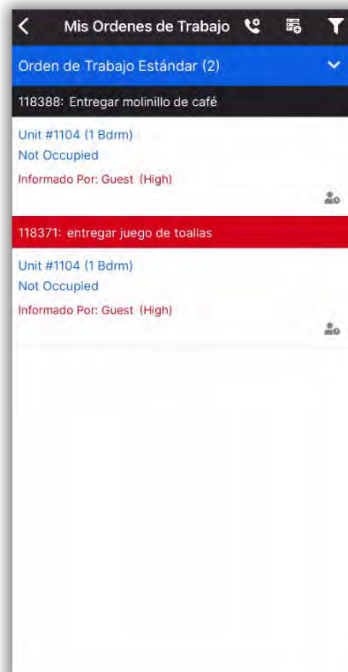 Mis Ordenes de Trabajo
Orden de Trabajo Estándar (2)
118388: Entregar molinillo de café
Unit #1104 (1 Bdrm)
Not Occupied
Informado Por: Guest (High)
118371: entregar juego de toallas
Unit #1104 (1 Bdrm)
Not Occupied
Informado Por: Guest (High)